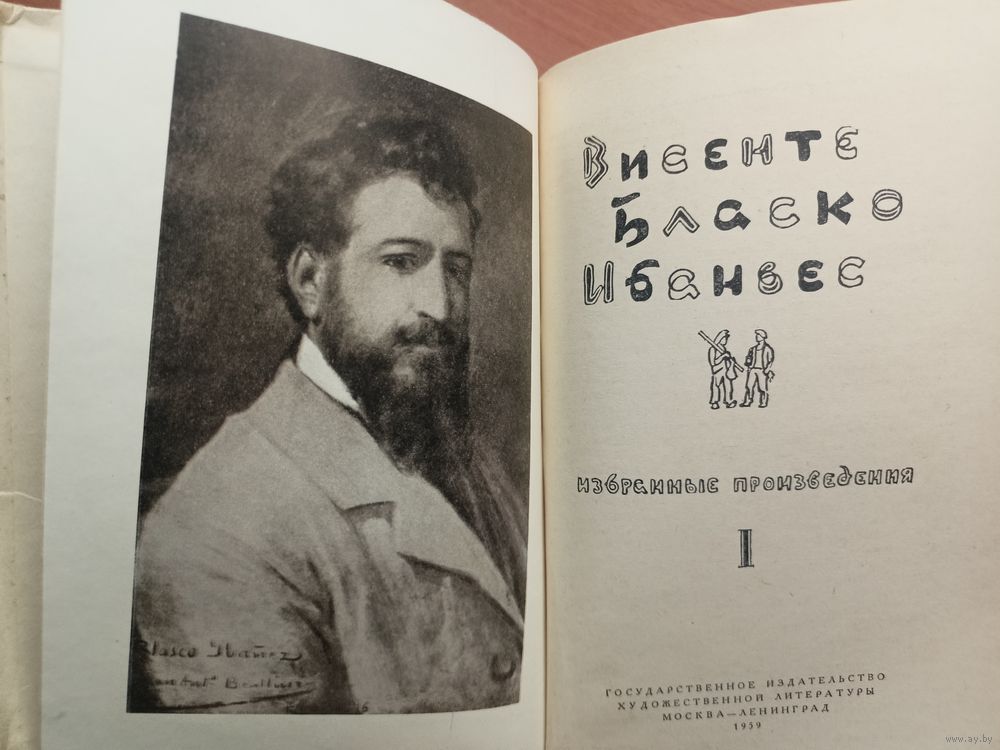 Blasco Ibañez
Висенте
Бласко
Ибаньес
избранные произведения
I
ГОСУДАРСТВЕННОЕ ИЗДАТЕЛЬСТВО
ХУДОЖЕСТВЕННОЙ ЛИТЕРАТУРЫ
МОСКВА—ЛЕНИНГРАД
1959
www.ay.by